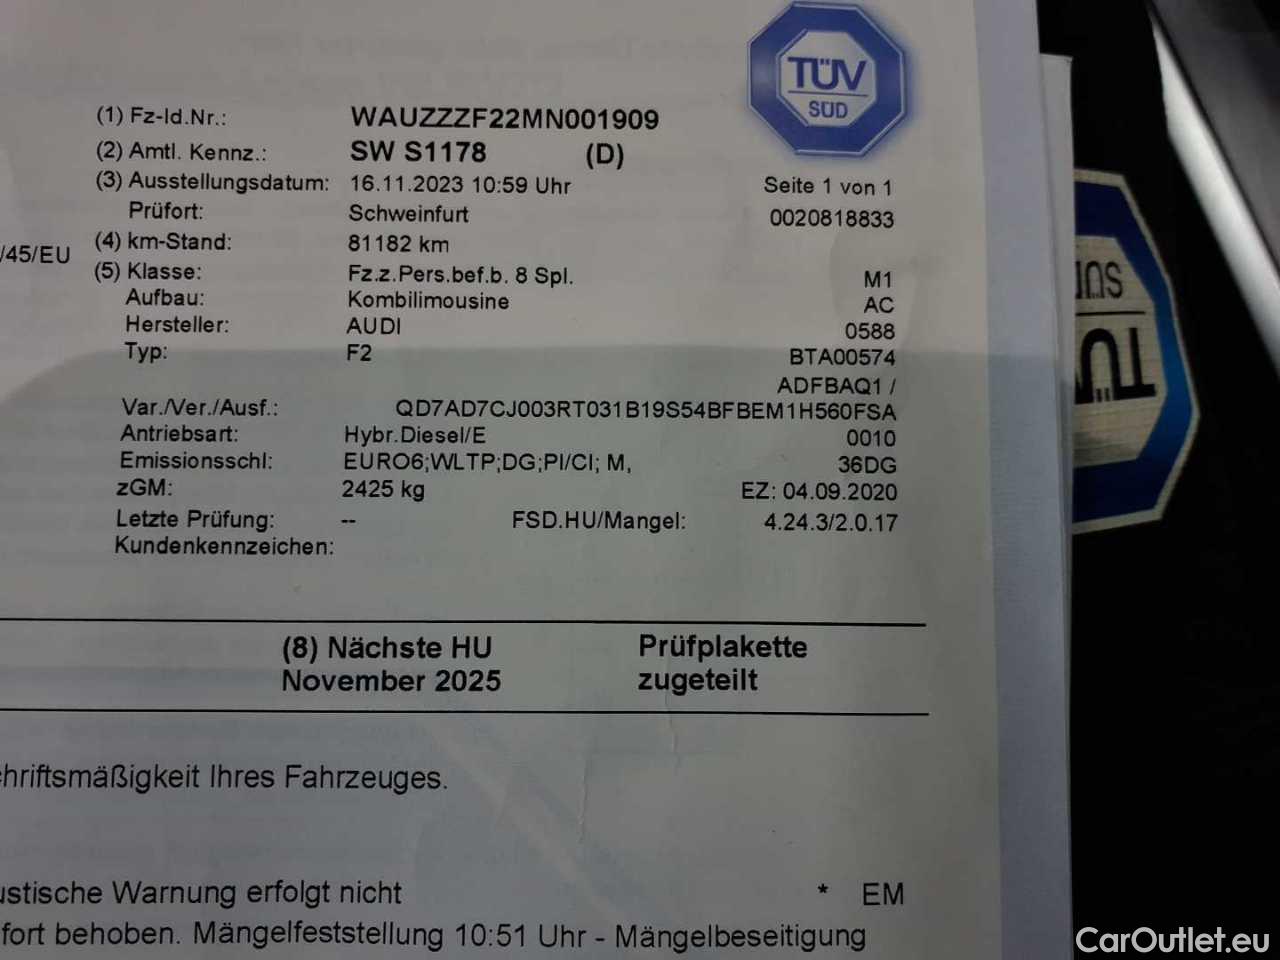 TÜV
SÜD
(1) Fz-Id.Nr.: WAUZZZF22MN001909
(2) Amtl. Kennz.: SW S1178 (D)
(3) Ausstellungsdatum: 16.11.2023 10:59 Uhr Seite 1 von 1
Prüfort: Schweinfurt 0020818833
/45/EU
(4) km-Stand: 81182 km
(5) Klasse: Fz.z.Pers.bef.b. 8 Spl. M1
Aufbau: Kombilimousine AC
Hersteller: AUDI 0588
Typ: F2 BTA00574
ADFBAQ1 /
Var./Ver./Ausf.: QD7AD7CJ003RT031B19S54BFBEM1H560FSA
Antriebsart: Hybr.Diesel/E 0010
Emissionsschl: EURO6;WLTP;DG;PI/CI; M, 36DG
zGM: 2425 kg EZ: 04.09.2020
Letzte Prüfung: -- FSD.HU/Mangel: 4.24.3/2.0.17
Kundenkennzeichen:
(8) Nächste HU Prüfplakette
November 2025 zugeteilt
chriftsmäßigkeit Ihres Fahrzeuges.
ustische Warnung erfolgt nicht * EM
fort behoben. Mängelfeststellung 10:51 Uhr - Mängelbeseitigung
SÜD
TÜV
CarOutlet.eu